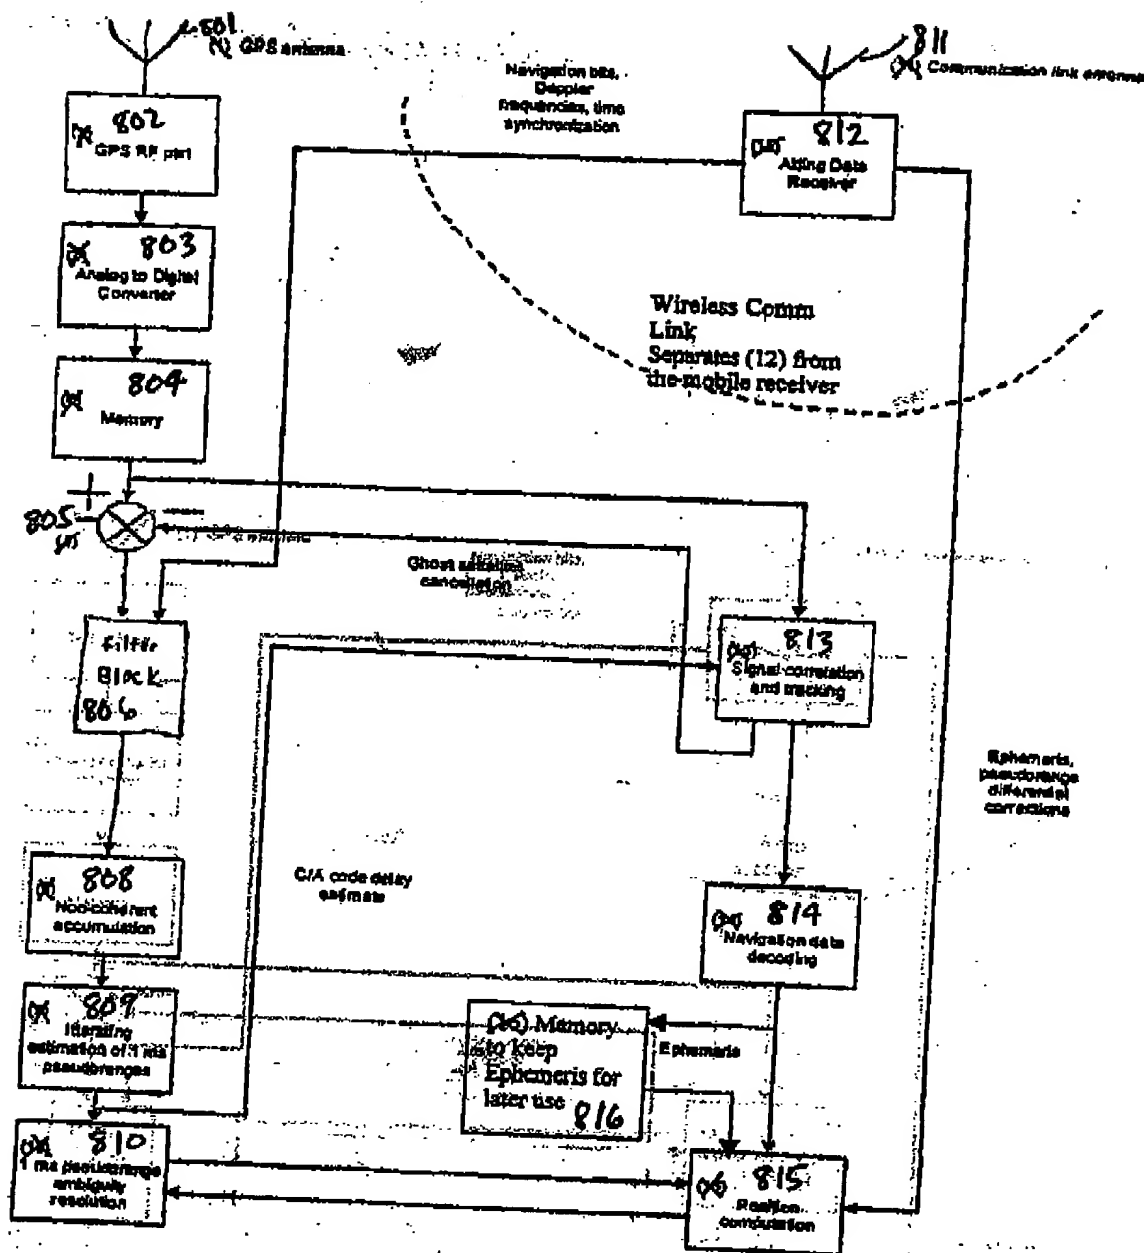 801
GPS antenna
811
Communication link antenna
Navigation bits,
Doppler
frequencies, time
synchronization
802
GPS RF part
812
Aiding Data
Receiver
803
Analog to Digital
Converter
Wireless Comm
Link
Separates (12) from
the mobile receiver
804
Memory
805
Ghost satellite
cancellation
813
Signal correlation
and tracking
Filter
Block
806
Ephemeris,
pseudorange
differential
corrections
C/A code delay
estimate
808
Non-coherent
accumulation
814
Navigation data
decoding
809
estimation of 1 ms
pseudoranges
Memory
to keep
Ephemeris for
later use
816
Ephemeris
810
1 ms pseudorange
ambiguity
resolution
815
Position
computation